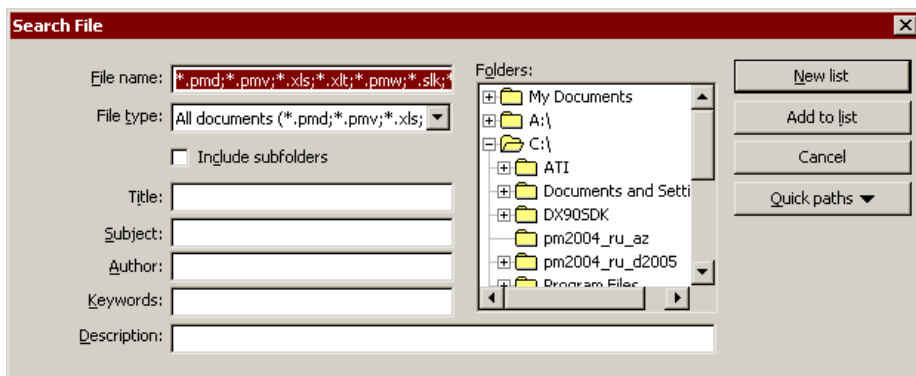 Search File
File name:
*.pmd;*.pmv;*.xls;*.xlt;*.pmw;*.slk;*
File type:
All documents (*.pmd;*.pmv;*.xls;
Include subfolders
Title:
Subject:
Author:
Keywords:
Description:
Folders:
My Documents
A:\
C:\
ATI
Documents and Setti
DX90SDK
pm2004_ru_az
pm2004_ru_d2005
Program Files
New list
Add to list
Cancel
Quick paths